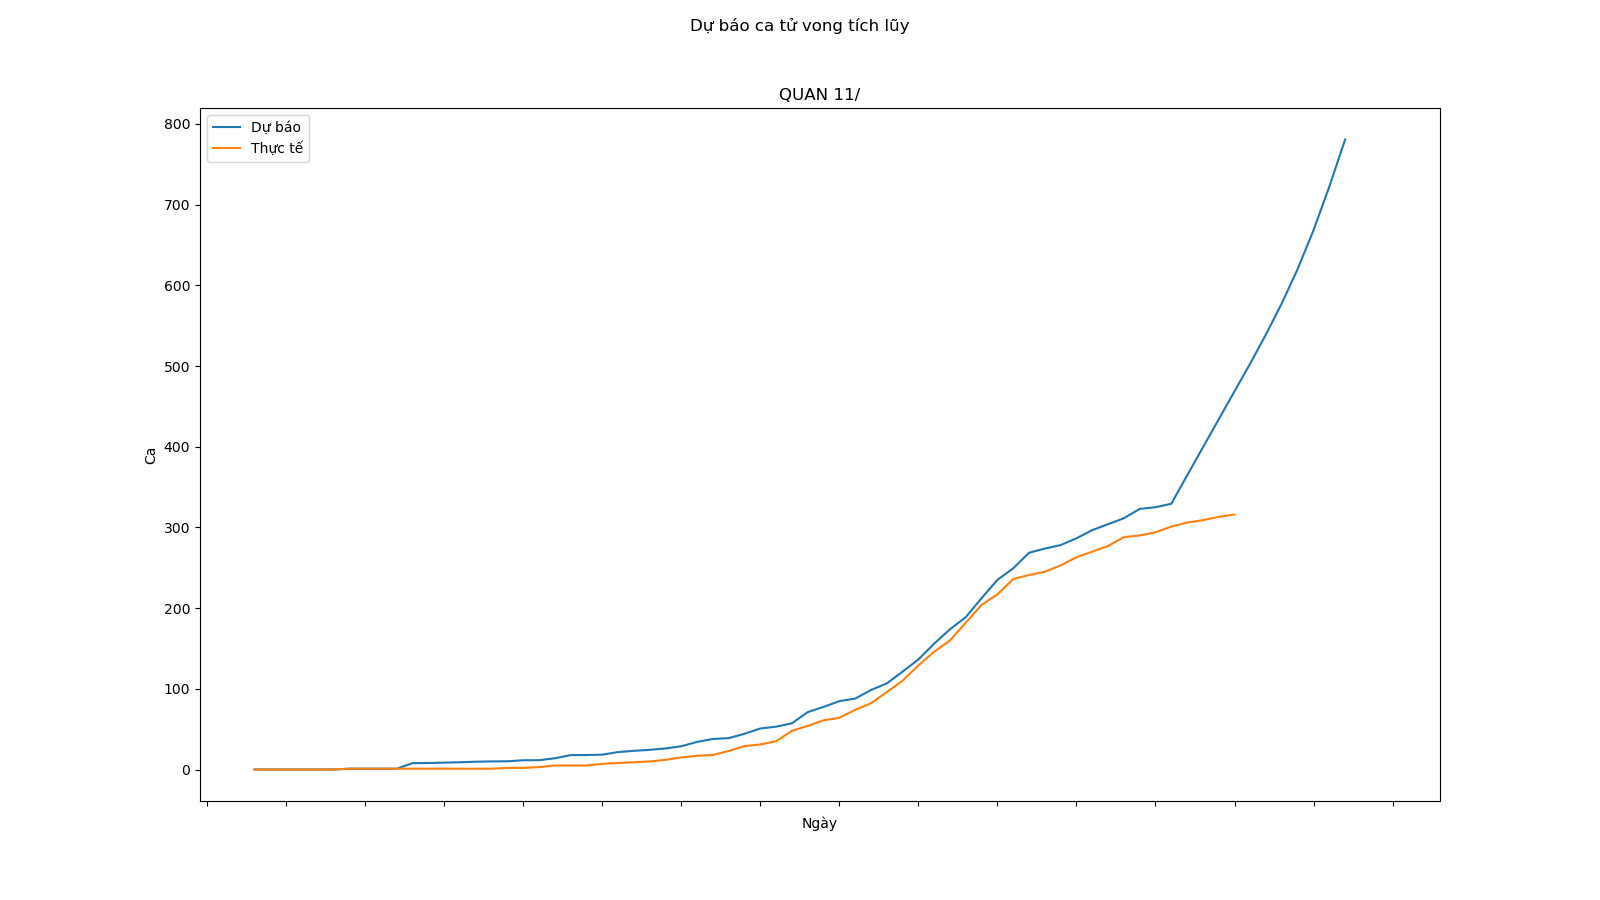 Dự báo ca tử vong tích lũy
QUAN 11/
Dự báo
Thực tế
800
700
600
500
400
300
200
100
0
Ca
Ngày